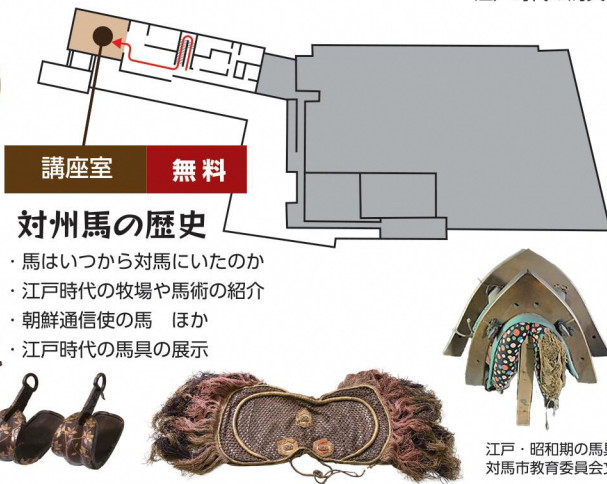 講座室
無料
対州馬の歴史
・馬はいつから対馬にいたのか
・江戸時代の牧場や馬術の紹介
・朝鮮通信使の馬　ほか
・江戸時代の馬具の展示
江戸・昭和期の馬具
対馬市教育委員会